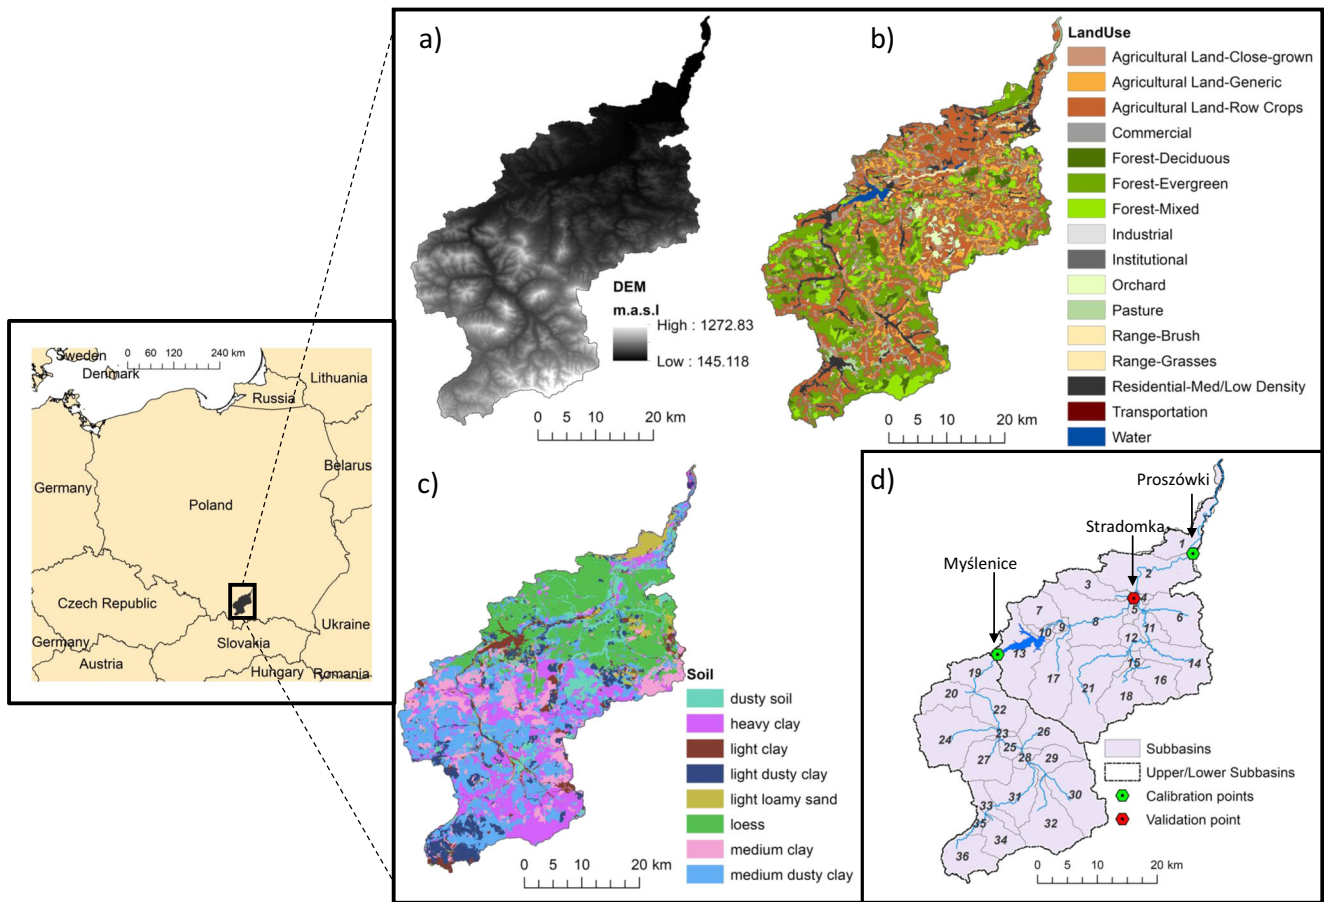 Sweden
0 60 120 240 km
Denmark
Lithuania
Russia
Belarus
Germany
Poland
Czech Republic
Ukraine
Germany
Slovakia
Austria
Hungary
Romania
a)
DEM
m.a.s.l
High : 1272.83
Low : 145.118
0 5 10 20 km
b)
LandUse
Agricultural Land-Close-grown
Agricultural Land-Generic
Agricultural Land-Row Crops
Commercial
Forest-Deciduous
Forest-Evergreen
Forest-Mixed
Industrial
Institutional
Orchard
Pasture
Range-Brush
Range-Grasses
Residential-Med/Low Density
Transportation
Water
0 5 10 20 km
c)
Soil
dusty soil
heavy clay
light clay
light dusty clay
light loamy sand
loess
medium clay
medium dusty clay
0 5 10 20 km
d)
Proszówki
Stradomka
Myślenice
1
2
3
4
5
6
7
8
9
10
11
12
13
14
15
16
17
18
19
20
21
22
23
24
25
26
27
28
29
30
31
32
33
34
35
36
Subbasins
Upper/Lower Subbasins
Calibration points
Validation point
0 5 10 20 km